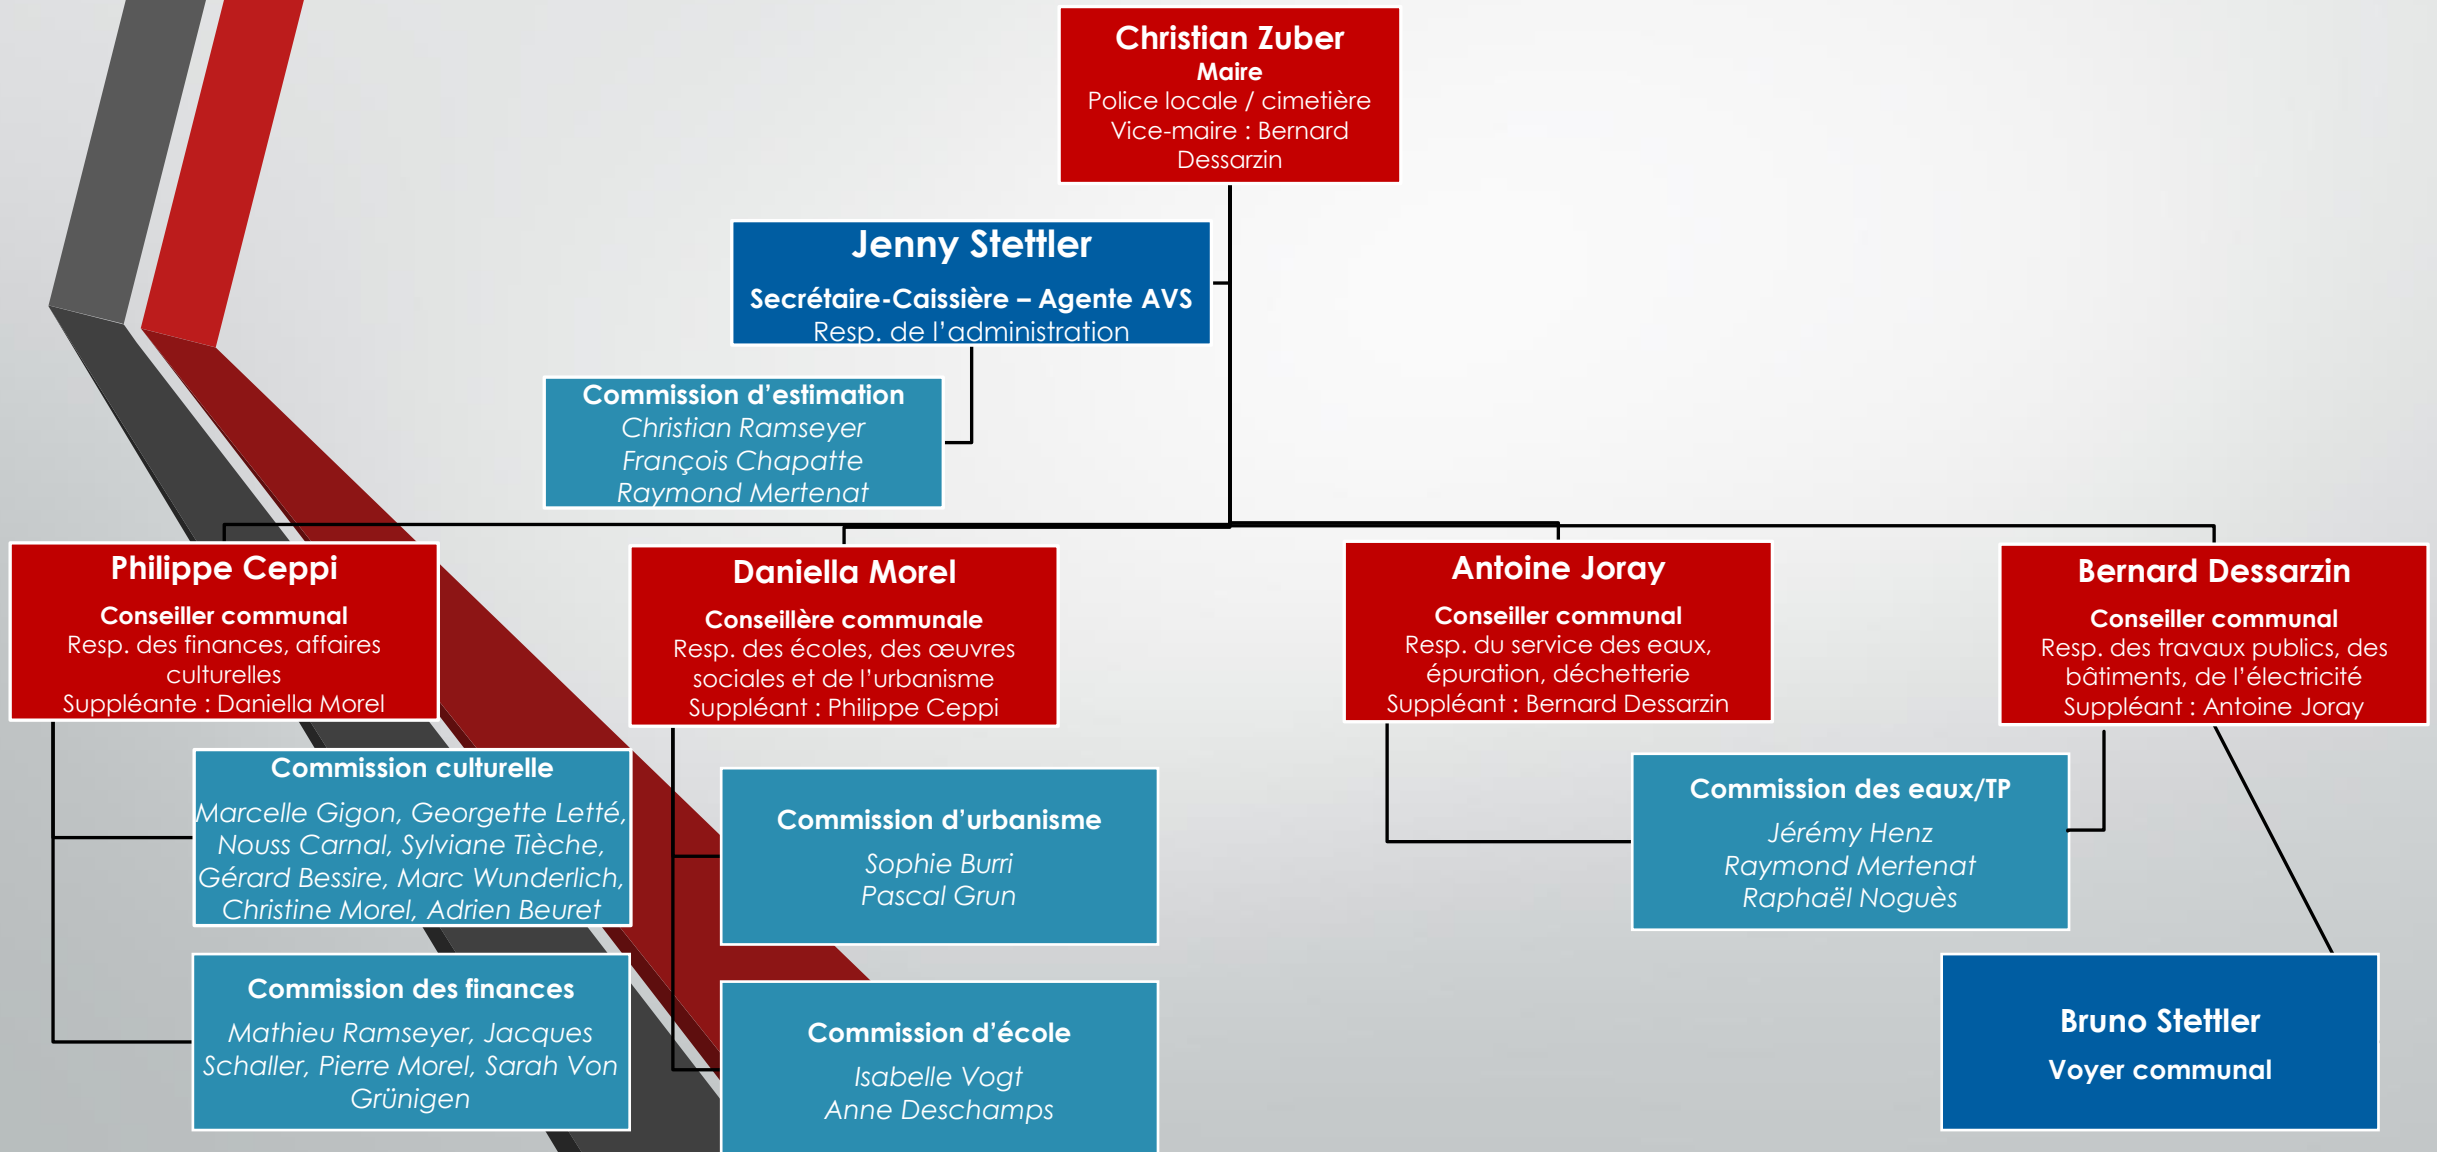 Christian Zuber
Maire
Police locale / cimetière
Vice-maire : Bernard
Dessarzin
Jenny Stettler
Secrétaire-Caissière – Agente AVS
Resp. de l'administration
Commission d'estimation
Christian Ramseyer
François Chapatte
Raymond Mertenat
Philippe Ceppi
Conseiller communal
Resp. des finances, affaires
culturelles
Suppléante : Daniella Morel
Daniella Morel
Conseillère communale
Resp. des écoles, des œuvres
sociales et de l'urbanisme
Suppléant : Philippe Ceppi
Antoine Joray
Conseiller communal
Resp. du service des eaux,
épuration, déchetterie
Suppléant : Bernard Dessarzin
Bernard Dessarzin
Conseiller communal
Resp. des travaux publics, des
bâtiments, de l'électricité
Suppléant : Antoine Joray
Commission culturelle
Marcelle Gigon, Georgette Letté,
Nouss Carnal, Sylviane Tièche,
Gérard Bessire, Marc Wunderlich,
Christine Morel, Adrien Beuret
Commission d'urbanisme
Sophie Burri
Pascal Grun
Commission des eaux/TP
Jérémy Henz
Raymond Mertenat
Raphaël Noguès
Commission des finances
Mathieu Ramseyer, Jacques
Schaller, Pierre Morel, Sarah Von
Grünigen
Commission d'école
Isabelle Vogt
Anne Deschamps
Bruno Stettler
Voyer communal